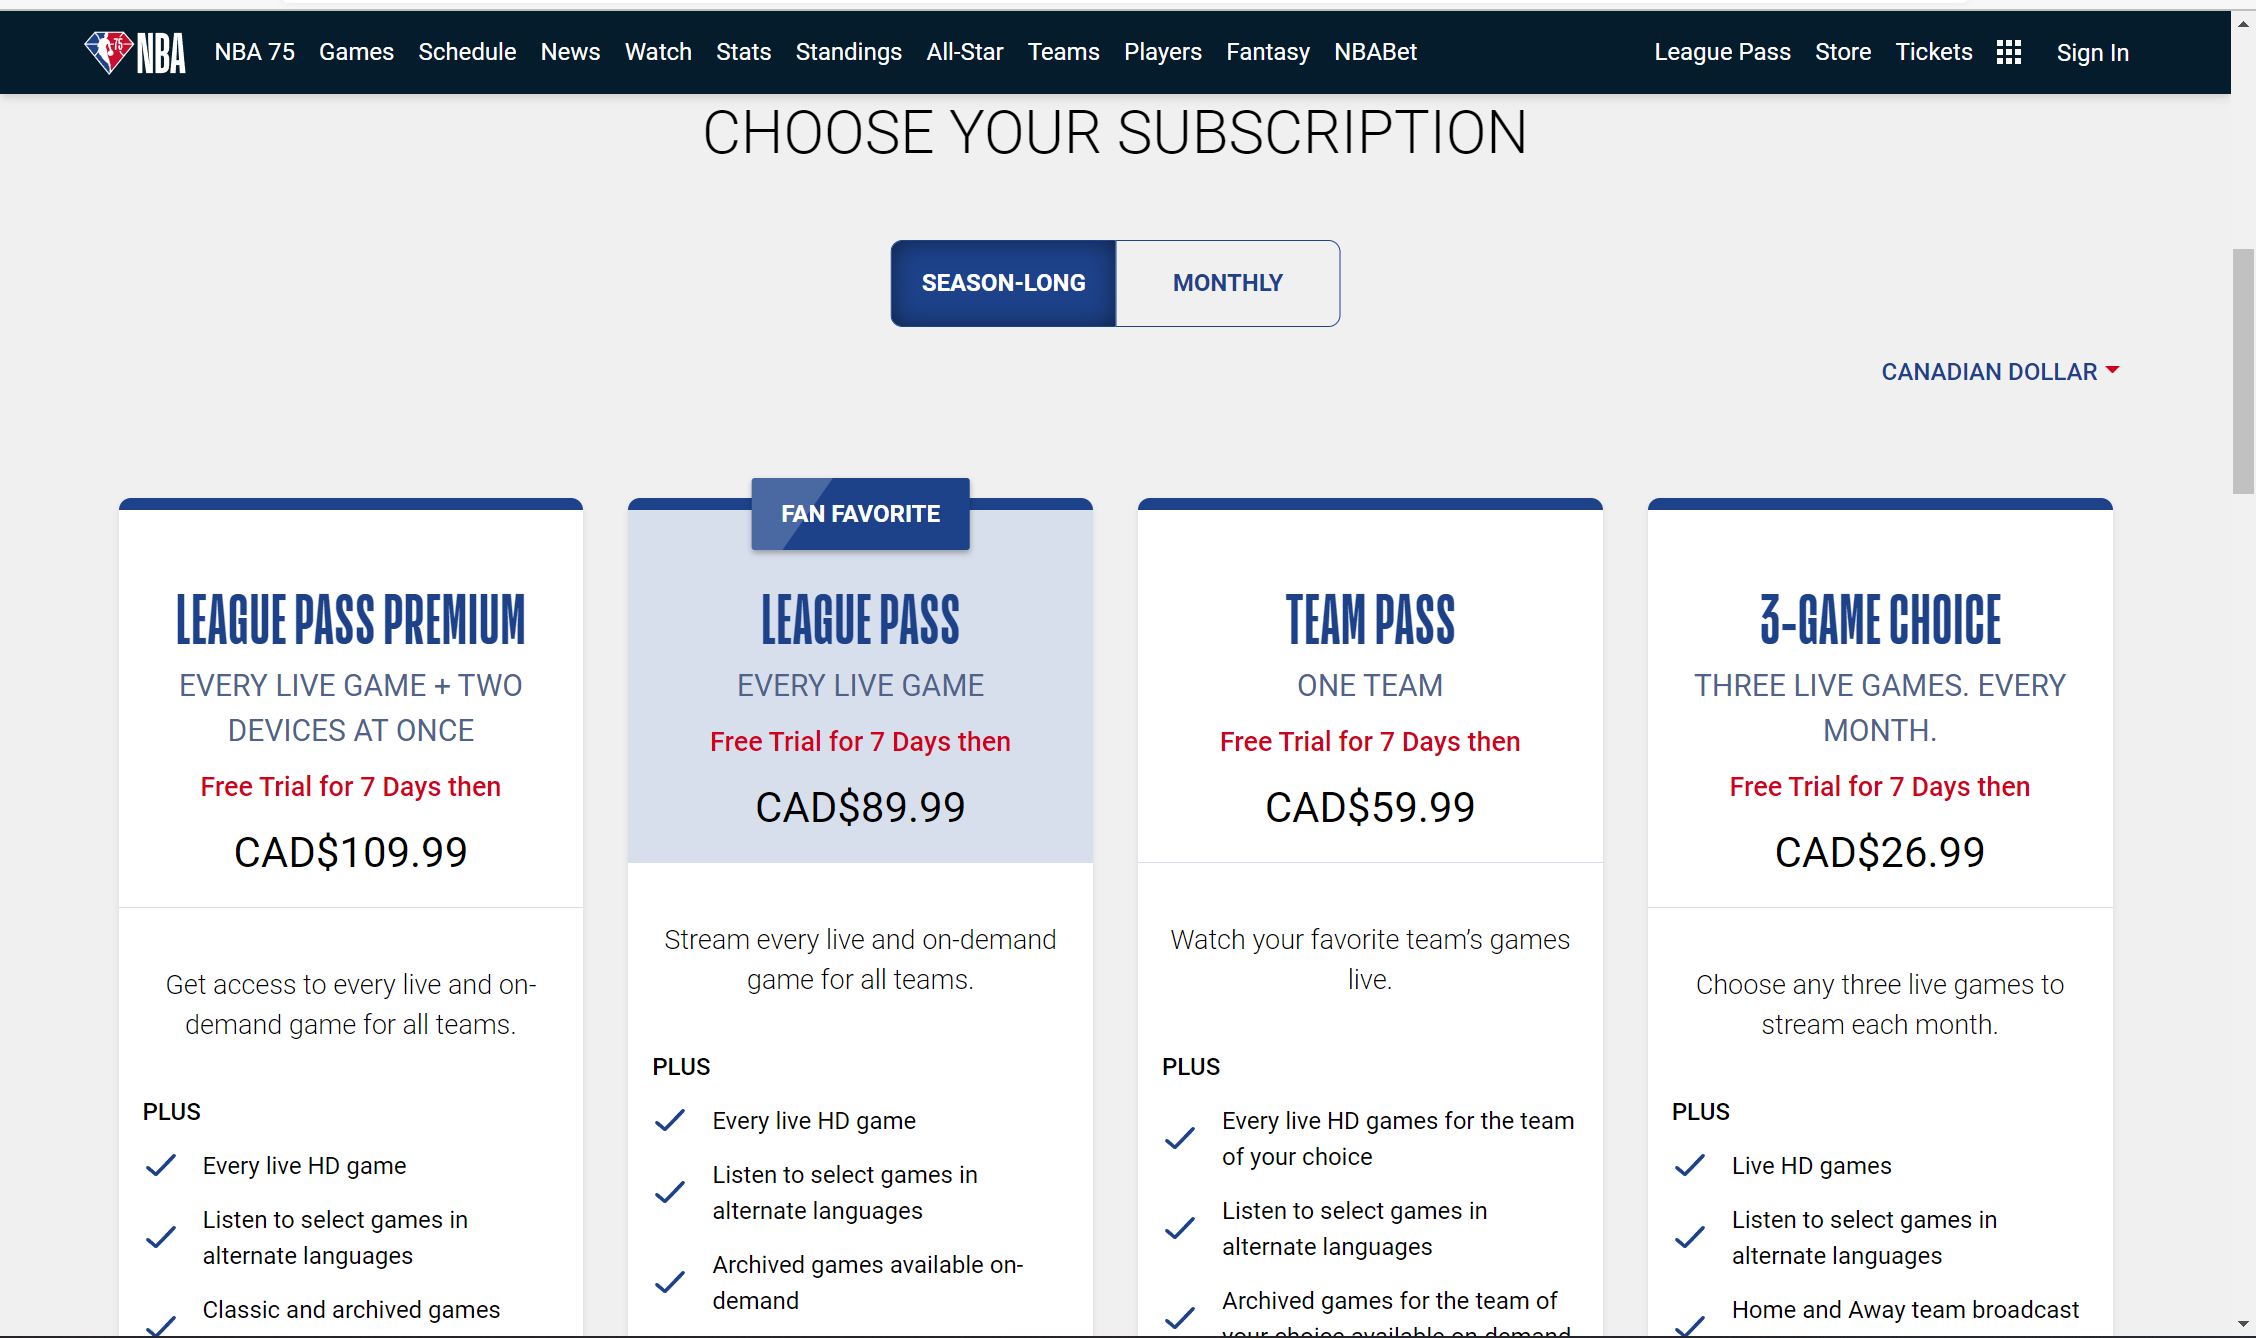 75 NBA NBA 75 Games Schedule News Watch Stats Standings All-Star Teams Players Fantasy NBABet League Pass Store Tickets Sign In
CHOOSE YOUR SUBSCRIPTION
SEASON-LONG MONTHLY
CANADIAN DOLLAR
LEAGUE PASS PREMIUM
EVERY LIVE GAME + TWO
DEVICES AT ONCE
Free Trial for 7 Days then
CAD$109.99
Get access to every live and on-
demand game for all teams.
PLUS
Every live HD game
Listen to select games in
alternate languages
Classic and archived games
FAN FAVORITE
LEAGUE PASS
EVERY LIVE GAME
Free Trial for 7 Days then
CAD$89.99
Stream every live and on-demand
game for all teams.
PLUS
Every live HD game
Listen to select games in
alternate languages
Archived games available on-
demand
TEAM PASS
ONE TEAM
Free Trial for 7 Days then
CAD$59.99
Watch your favorite team’s games
live.
PLUS
Every live HD games for the team
of your choice
Listen to select games in
alternate languages
Archived games for the team of
your choice available on demand
3-GAME CHOICE
THREE LIVE GAMES. EVERY
MONTH.
Free Trial for 7 Days then
CAD$26.99
Choose any three live games to
stream each month.
PLUS
Live HD games
Listen to select games in
alternate languages
Home and Away team broadcast